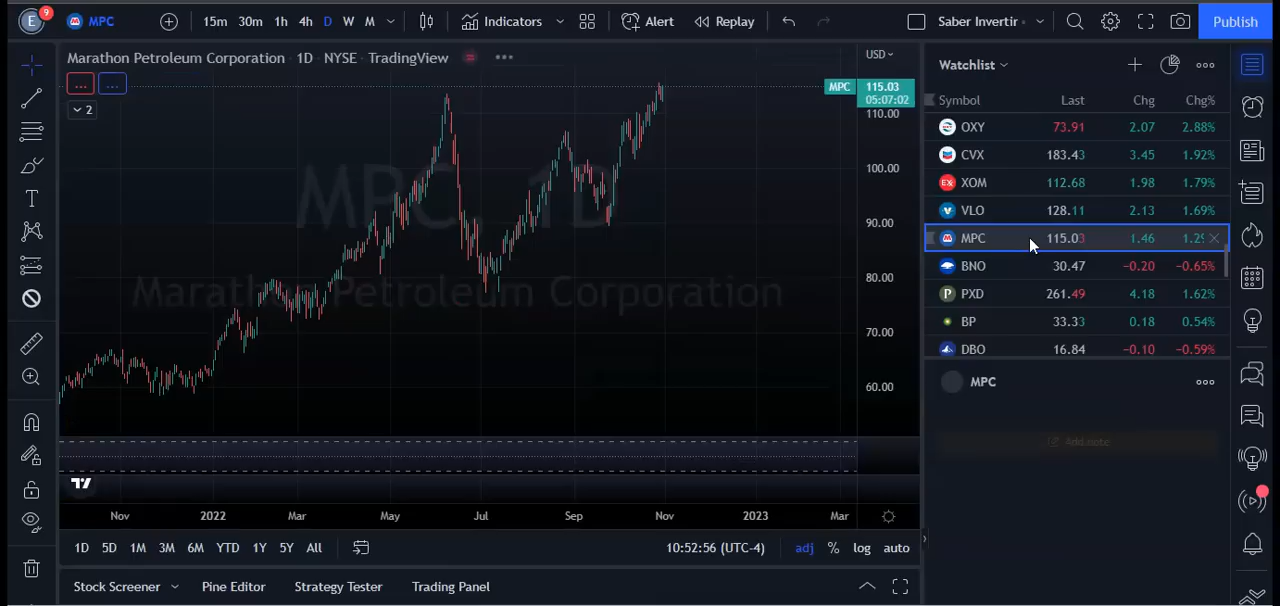 E 9 MPC 15m 30m 1h 4h D W M Indicators Alert Replay Saber Invertir Publish
Marathon Petroleum Corporation 1D NYSE TradingView
... ...
2
MPC, 1D
Marathon Petroleum Corporation
USD
MPC 115.03
05:07:02
110.00
100.00
90.00
80.00
70.00
60.00
Nov 2022 Mar May Jul Sep Nov 2023 Mar
1D 5D 1M 3M 6M YTD 1Y 5Y All 10:52:56 (UTC-4) adj % log auto
Stock Screener Pine Editor Strategy Tester Trading Panel
Watchlist
Symbol Last Chg Chg%
OXY 73.91 2.07 2.88%
CVX 183.43 3.45 1.92%
XOM 112.68 1.98 1.79%
VLO 128.11 2.13 1.69%
MPC 115.03 1.46
BNO 30.47 −0.20 −0.65%
PXD 261.49 4.18 1.62%
BP 33.33 0.18 0.54%
DBO 16.84 −0.10 −0.59%
MPC
Add note